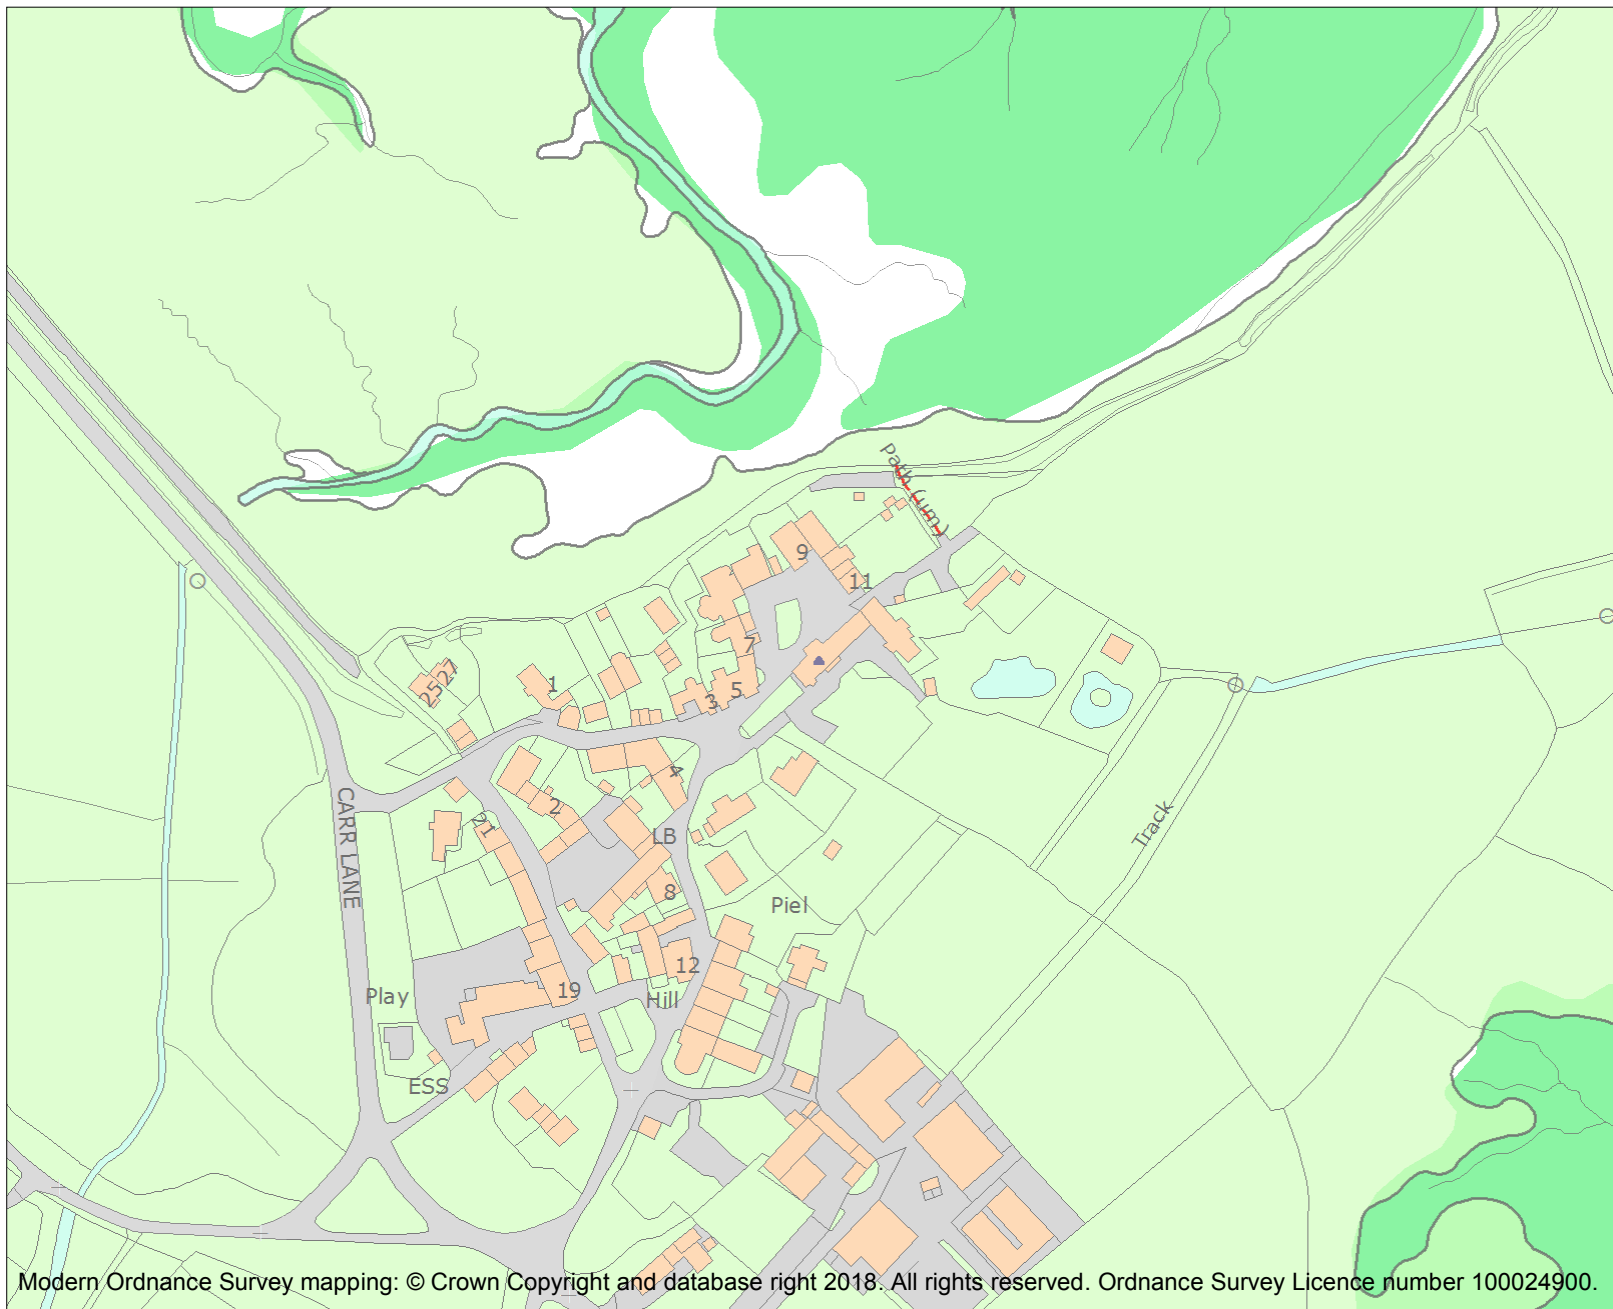 Path (um)
9
11
7
2527
1
5
3
4
2
21
LB
CARR LANE
Track
8
Piel
12
19
Play
Hill
ESS
Modern Ordnance Survey mapping: © Crown Copyright and database right 2018. All rights reserved. Ordnance Survey Licence number 100024900.